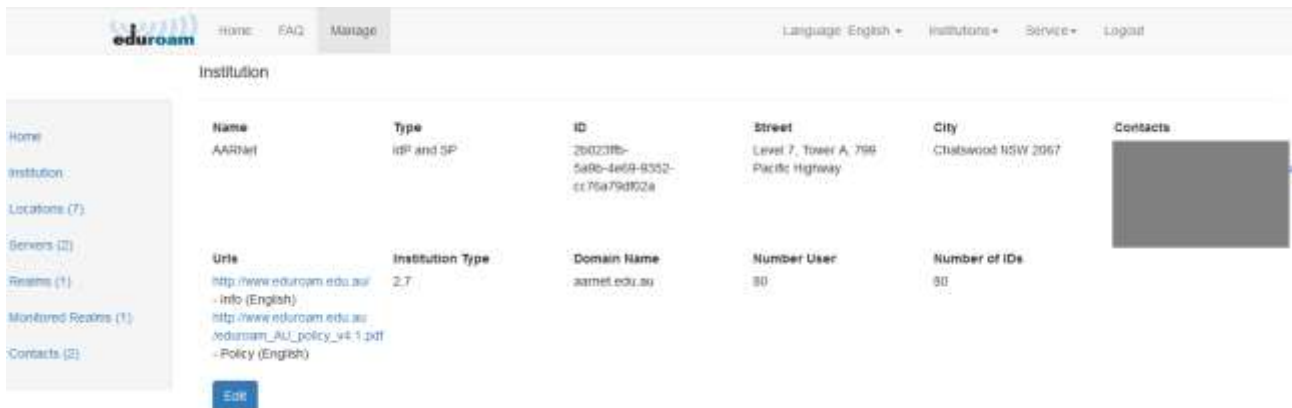 eduroam
Home FAQ Manage Language: English Institutions Service Logout
Institution
Home
Institution
Locations (7)
Servers (2)
Realms (1)
Monitored Realms (1)
Contacts (2)
Name Type ID Street City Contacts
AARNet IdP and SP Level 7, Tower A, 799 Chatswood NSW 2067
Pacific Highway
Urls Institution Type Domain Name Number User Number of IDs
http://www.eduroam.edu.au/ 2,7 aarnet.edu.au 80 80
- Info (English)
http://www.eduroam.edu.au
/eduroam_AU_policy_v4.1.pdf
- Policy (English)
Edit